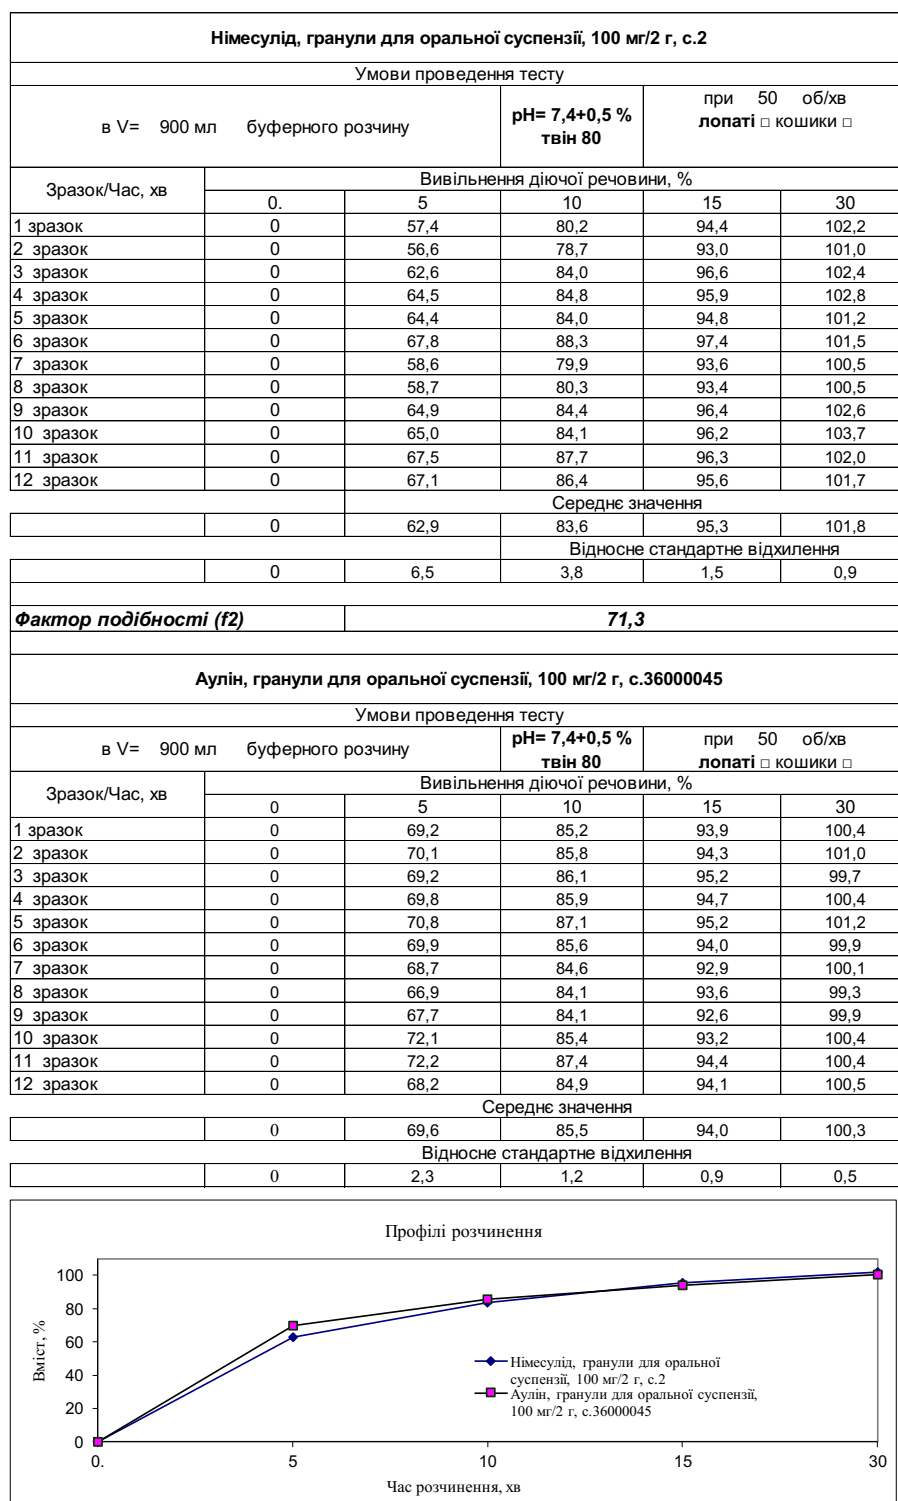 Німесулід, гранули для оральної суспензії, 100 мг/2 г, с.2
Умови проведення тесту
в V= 900 мл буферного розчину
pH= 7,4+0,5 %
твін 80
при 50 об/хв
лопаті □ кошики □
Зразок/Час, хв
Вивільнення діючої речовини, %
0. 5 10 15 30
1 зразок 0 57,4 80,2 94,4 102,2
2 зразок 0 56,6 78,7 93,0 101,0
3 зразок 0 62,6 84,0 96,6 102,4
4 зразок 0 64,5 84,8 95,9 102,8
5 зразок 0 64,4 84,0 94,8 101,2
6 зразок 0 67,8 88,3 97,4 101,5
7 зразок 0 58,6 79,9 93,6 100,5
8 зразок 0 58,7 80,3 93,4 100,5
9 зразок 0 64,9 84,4 96,4 102,6
10 зразок 0 65,0 84,1 96,2 103,7
11 зразок 0 67,5 87,7 96,3 102,0
12 зразок 0 67,1 86,4 95,6 101,7
Середнє значення
0 62,9 83,6 95,3 101,8
Відносне стандартне відхилення
0 6,5 3,8 1,5 0,9
Фактор подібності (f2) 71,3
Аулін, гранули для оральної суспензії, 100 мг/2 г, с.36000045
Умови проведення тесту
в V= 900 мл буферного розчину
pH= 7,4+0,5 %
твін 80
при 50 об/хв
лопаті □ кошики □
Зразок/Час, хв
Вивільнення діючої речовини, %
0 5 10 15 30
1 зразок 0 69,2 85,2 93,9 100,4
2 зразок 0 70,1 85,8 94,3 101,0
3 зразок 0 69,2 86,1 95,2 99,7
4 зразок 0 69,8 85,9 94,7 100,4
5 зразок 0 70,8 87,1 95,2 101,2
6 зразок 0 69,9 85,6 94,0 99,9
7 зразок 0 68,7 84,6 92,9 100,1
8 зразок 0 66,9 84,1 93,6 99,3
9 зразок 0 67,7 84,1 92,6 99,9
10 зразок 0 72,1 85,4 93,2 100,4
11 зразок 0 72,2 87,4 94,4 100,4
12 зразок 0 68,2 84,9 94,1 100,5
Середнє значення
0 69,6 85,5 94,0 100,3
Відносне стандартне відхилення
0 2,3 1,2 0,9 0,5
Профілі розчинення
Вміст, %
100
80
60
40
20
0
Німесулід, гранули для оральної
суспензії, 100 мг/2 г, с.2
Аулін, гранули для оральної суспензії,
100 мг/2 г, с.36000045
0. 5 10 15 30
Час розчинення, хв